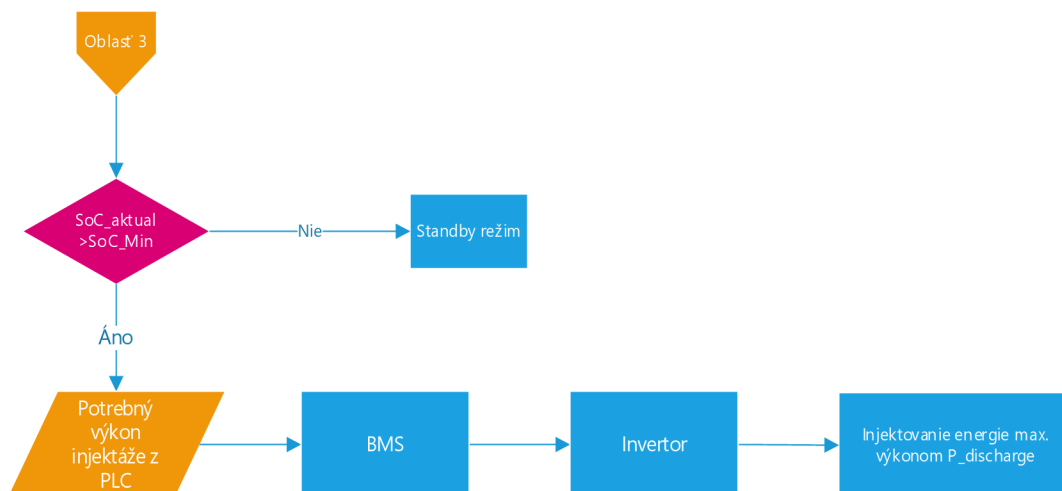 Oblasť 3
SoC_aktual
>SoC_Min
Nie
Standby režim
Áno
Potrebný
výkon
injektáže z
PLC
BMS
Invertor
Injektovanie energie max.
výkonom P_discharge